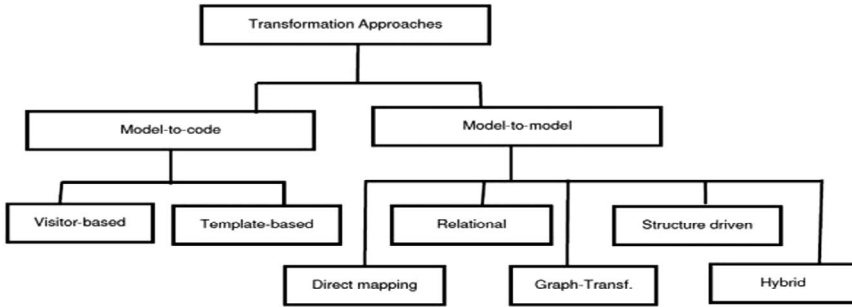 Transformation Approaches
Model-to-code
Model-to-model
Visitor-based
Template-based
Relational
Structure driven
Direct mapping
Graph-Transf.
Hybrid